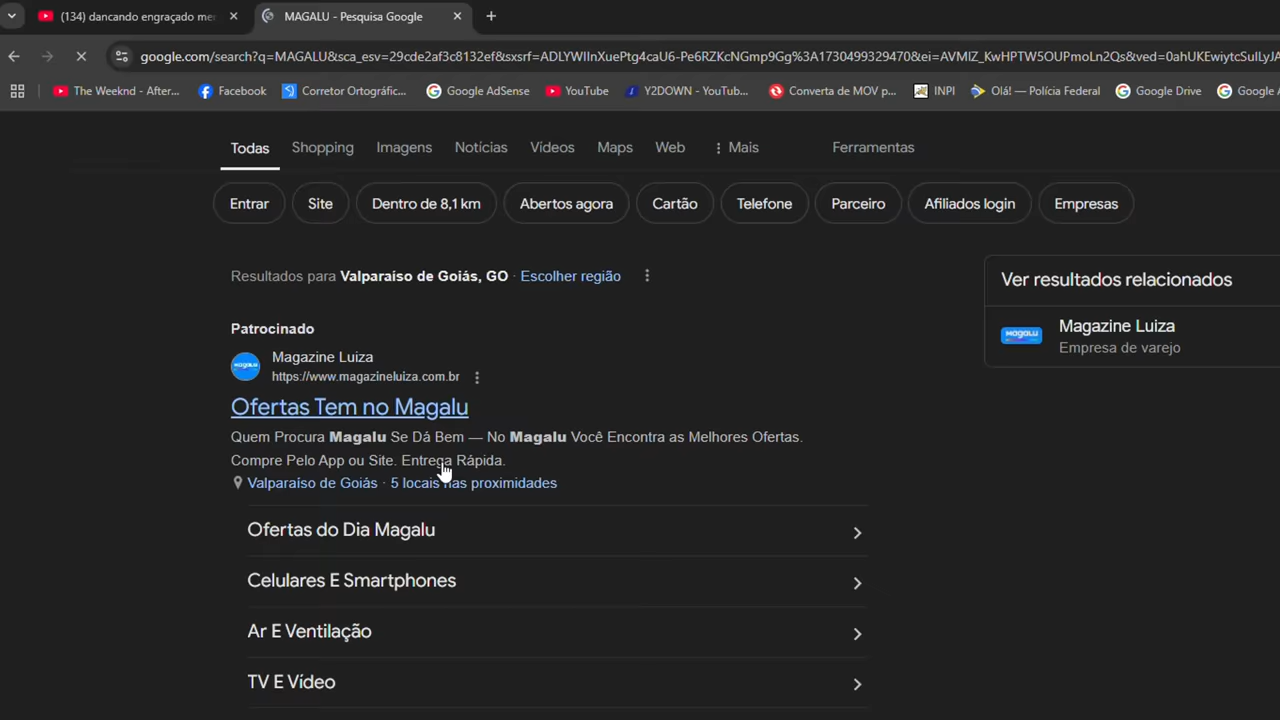 (134) dancando engraçado me
MAGALU - Pesquisa Google
google.com/search?q=MAGALU&sca_esv=29cde2af3c8132ef&sxsrf=ADLYWIInXuePtg4caU6-Pe6RZKcNGmp9Gg%3A1730499329470&ei=AVMIZ_KwHPTW5OUPmoLn2Qs&ved=0ahUKEwiytcSulLyJA
The Weeknd - After...
Facebook
Corretor Ortográfic...
Google AdSense
YouTube
Y2DOWN - YouTub...
Converta de MOV p...
INPI
Olá! — Polícia Federal
Google Drive
Google A
Todas
Shopping
Imagens
Notícias
Vídeos
Maps
Web
Mais
Ferramentas
Entrar
Site
Dentro de 8,1 km
Abertos agora
Cartão
Telefone
Parceiro
Afiliados login
Empresas
Resultados para Valparaíso de Goiás, GO · Escolher região
Ver resultados relacionados
MAGALU
Magazine Luiza
Empresa de varejo
Patrocinado
MAGALU
Magazine Luiza
https://www.magazineluiza.com.br
Ofertas Tem no Magalu
Quem Procura Magalu Se Dá Bem — No Magalu Você Encontra as Melhores Ofertas.
Compre Pelo App ou Site. Entrega Rápida.
Valparaíso de Goiás · 5 locais nas proximidades
Ofertas do Dia Magalu
Celulares E Smartphones
Ar E Ventilação
TV E Vídeo